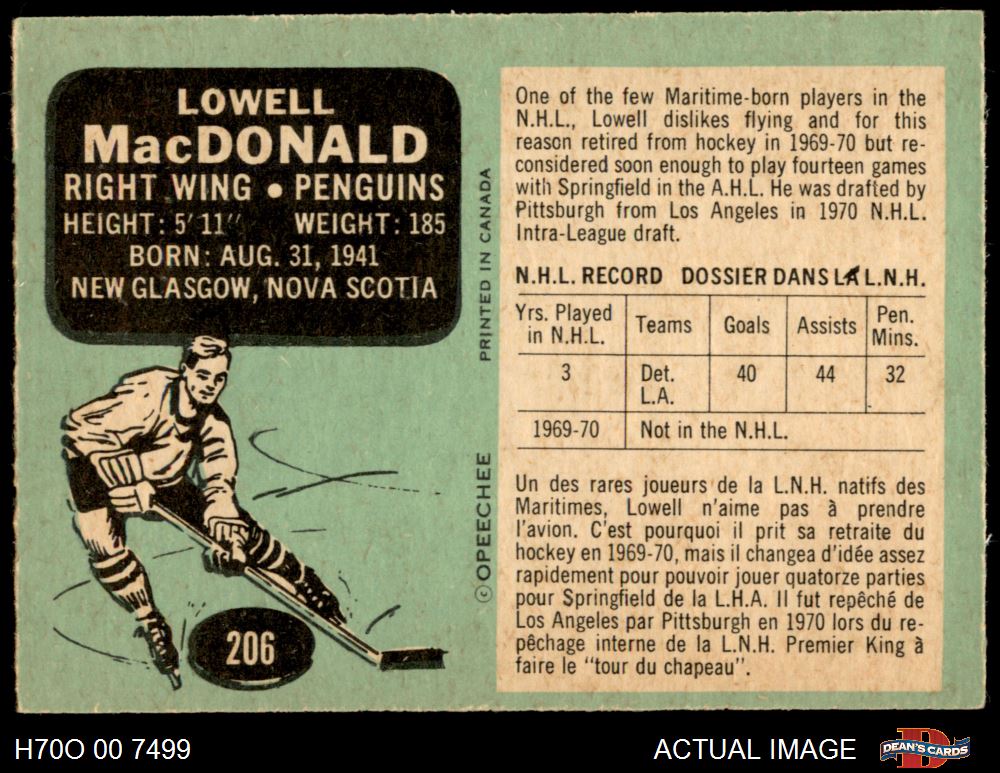 LOWELL
MacDONALD
RIGHT WING • PENGUINS
HEIGHT: 5'11" WEIGHT: 185
BORN: AUG. 31, 1941
NEW GLASGOW, NOVA SCOTIA
206
© OPEECHEE PRINTED IN CANADA
One of the few Maritime-born players in the
N.H.L., Lowell dislikes flying and for this
reason retired from hockey in 1969-70 but re-
considered soon enough to play fourteen games
with Springfield in the A.H.L. He was drafted by
Pittsburgh from Los Angeles in 1970 N.H.L.
Intra-League draft.
N.H.L. RECORD DOSSIER DANS LA L.N.H.
Yrs. Played
in N.H.L. Teams Goals Assists Pen.
Mins.
3 Det. 40 44 32
L.A.
1969-70 Not in the N.H.L.
Un des rares joueurs de la L.N.H. natifs des
Maritimes, Lowell n'aime pas à prendre
l'avion. C'est pourquoi il prit sa retraite du
hockey en 1969-70, mais il changea d'idée assez
rapidement pour pouvoir jouer quatorze parties
pour Springfield de la L.H.A. Il fut repêché de
Los Angeles par Pittsburgh en 1970 lors du re-
pêchage interne de la L.N.H. Premier King à
faire le "tour du chapeau".
H70O 00 7499
ACTUAL IMAGE
DEAN'S CARDS